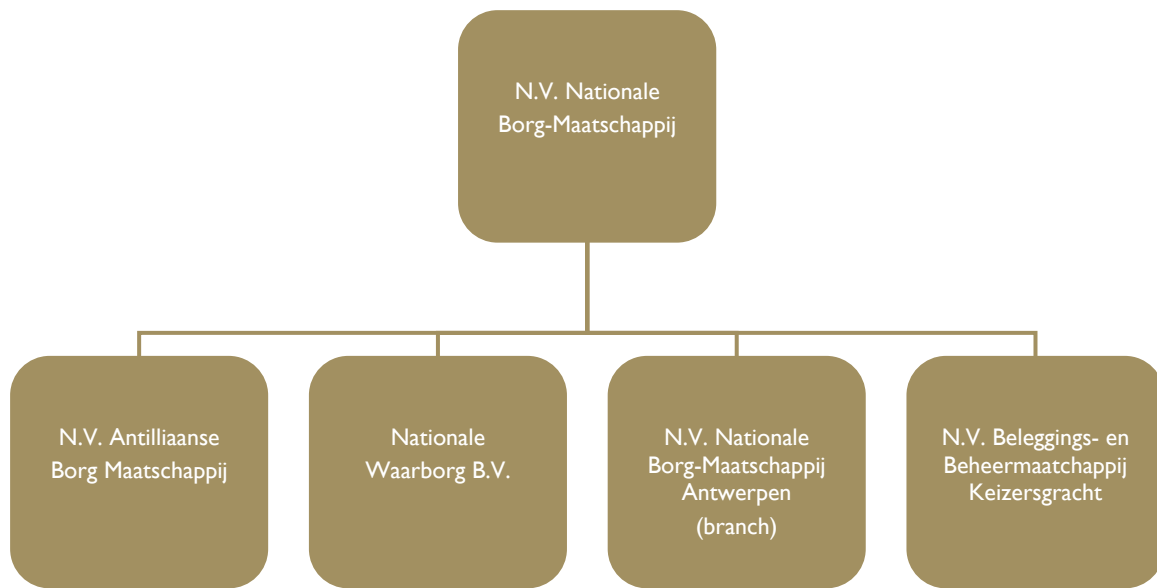 N.V. Nationale
Borg-Maatschappij
N.V. Antilliaanse
Borg Maatschappij
Nationale
Waarborg B.V.
N.V. Nationale
Borg-Maatschappij
Antwerpen
(branch)
N.V. Beleggings- en
Beheermaatchappij
Keizersgracht